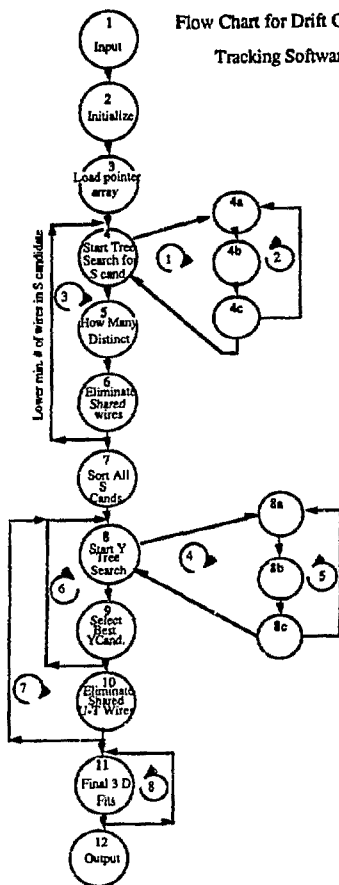 Flow Chart for Drift C
Tracking Softwar
1
Input
2
Initialize
3
Load pointer
array
4
Start Tree
Search for
S cand
4a
4b
4c
1
2
3
Lower min. # of wires in S candidate
5
How Many
Distinct
6
Eliminate
Shared
wires
7
Sort All
S
Cands
8
Start Y
Tree
Search
8a
8b
8c
4
5
6
9
Select
Best
YCand.
7
10
Eliminate
Shared
Wires
11
Final 3 D
Fits
8
12
Output